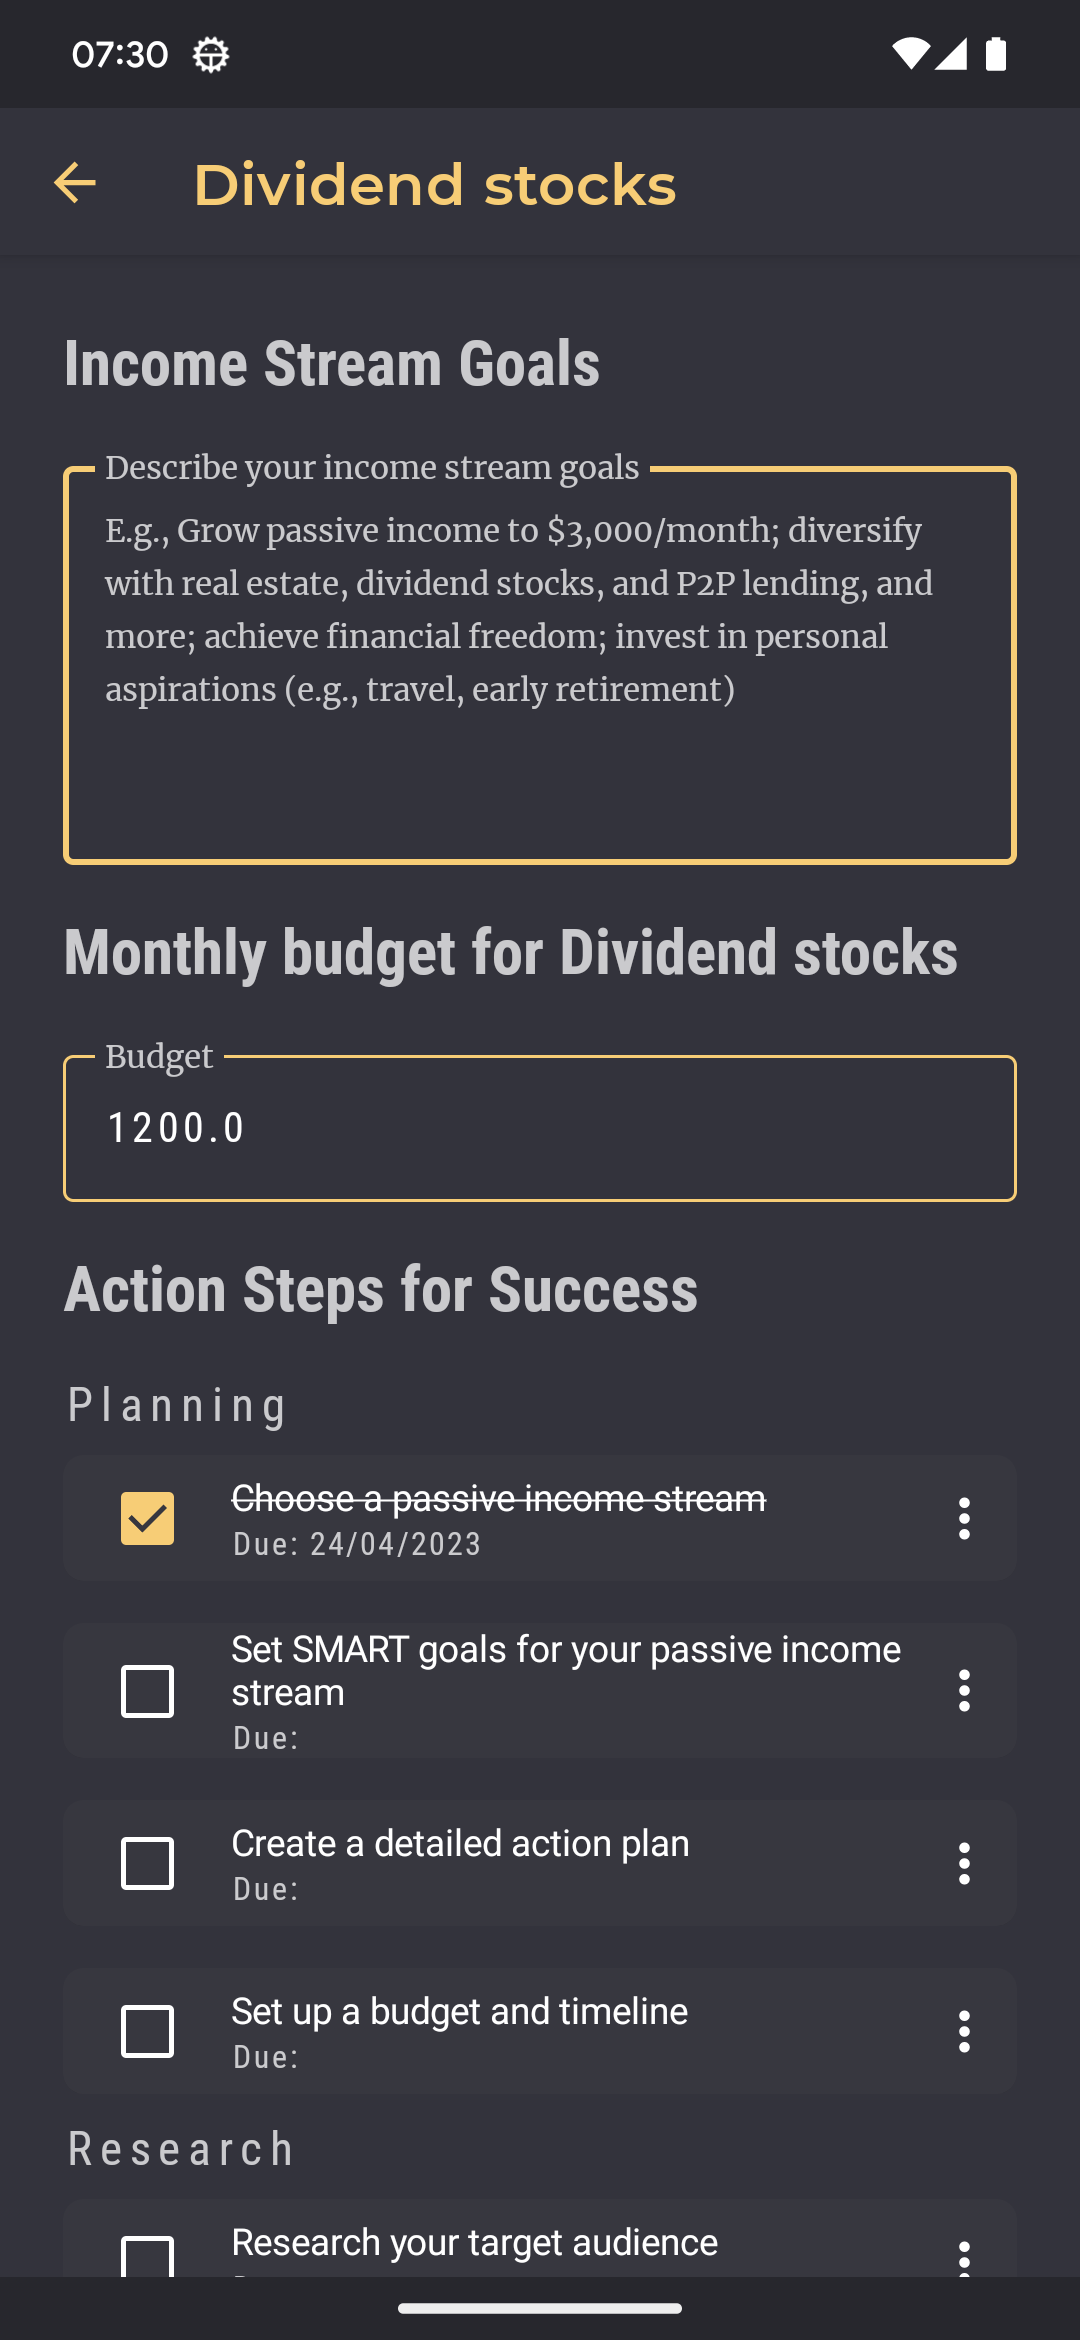 07:30
Dividend stocks
Income Stream Goals
Describe your income stream goals
E.g., Grow passive income to $3,000/month; diversify
with real estate, dividend stocks, and P2P lending, and
more; achieve financial freedom; invest in personal
aspirations (e.g., travel, early retirement)
Monthly budget for Dividend stocks
Budget
1200.0
Action Steps for Success
Planning
Choose a passive income stream
Due: 24/04/2023
Set SMART goals for your passive income
stream
Due:
Create a detailed action plan
Due:
Set up a budget and timeline
Due:
Research
Research your target audience